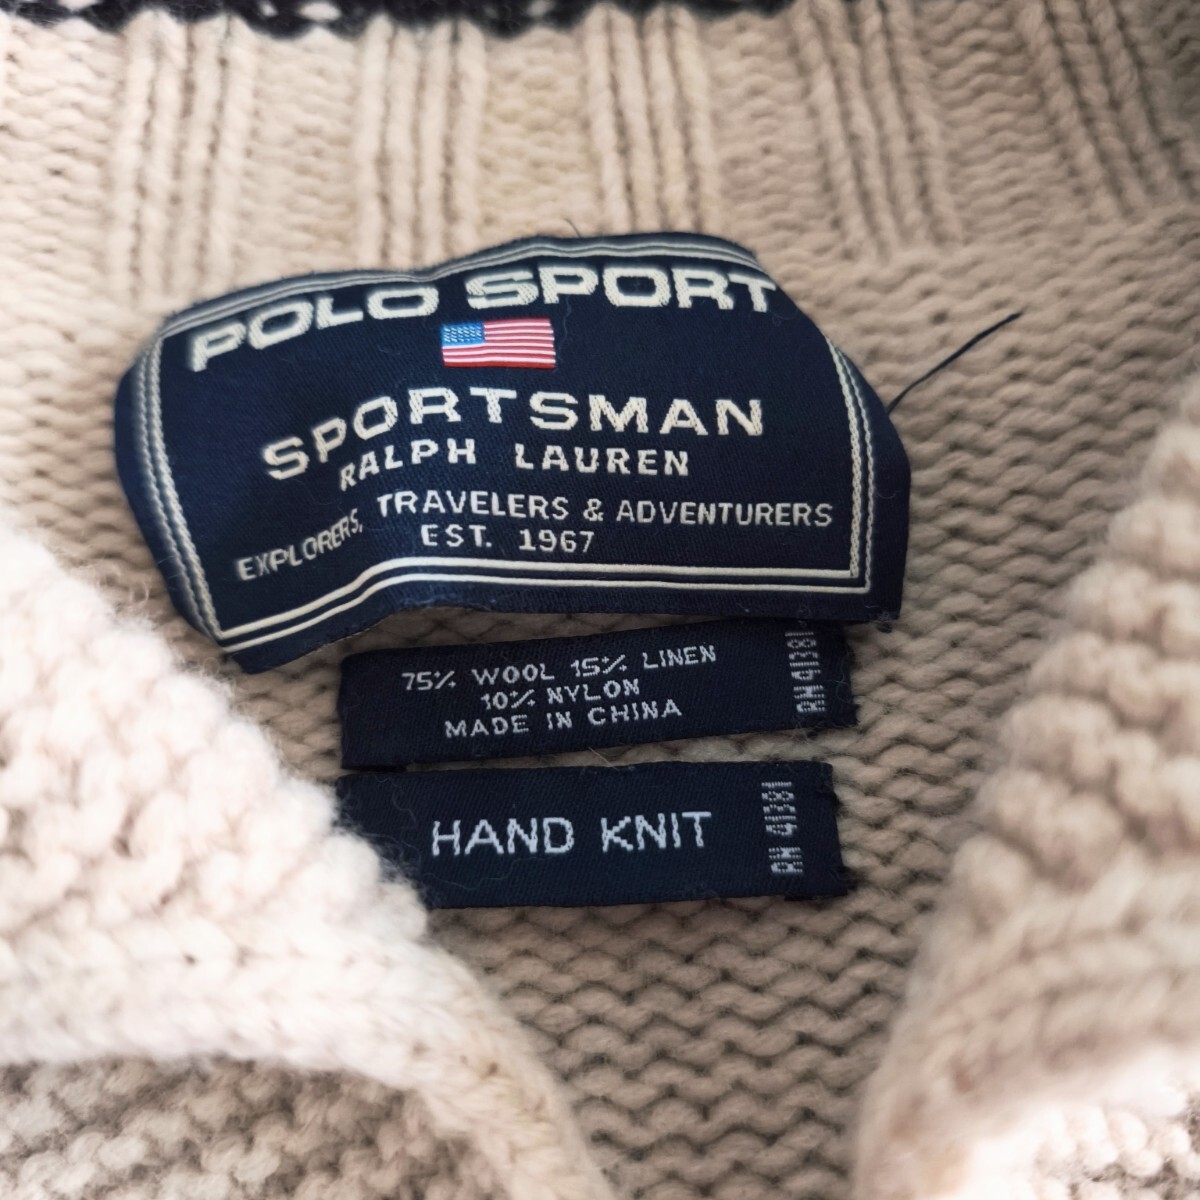 POLO SPORT
SPORTSMAN
RALPH LAUREN
EXPLORERS, TRAVELERS & ADVENTURERS
EST. 1967
75% WOOL 15% LINEN
10% NYLON
MADE IN CHINA
RN 41381
HAND KNIT
RN 41381